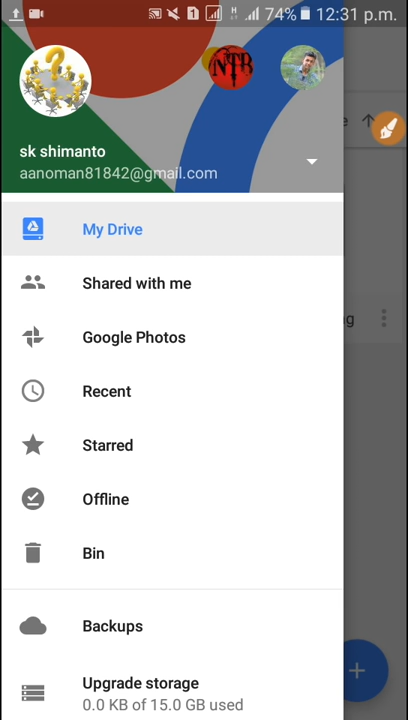 74% 12:31 p.m.
NTB
sk shimanto
aanoman81842@gmail.com
My Drive
Shared with me
Google Photos
Recent
Starred
Offline
Bin
Backups
Upgrade storage
0.0 KB of 15.0 GB used